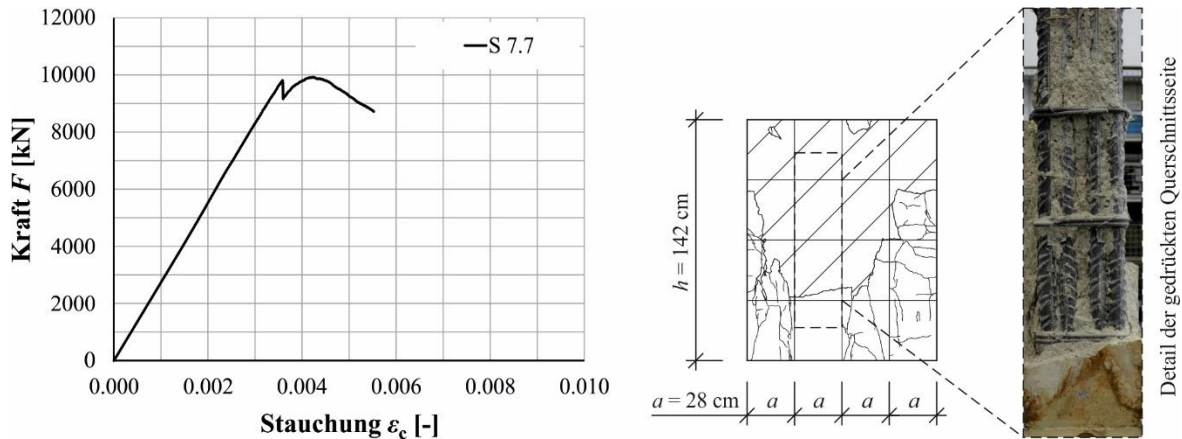 12000
10000
8000
6000
4000
2000
0
Kraft F [kN]
S 7.7
0.000 0.002 0.004 0.006 0.008 0.010
Stauchung εc [-]
h = 142 cm
a = 28 cm a a a a
Detail der gedrückten Querschnittsseite